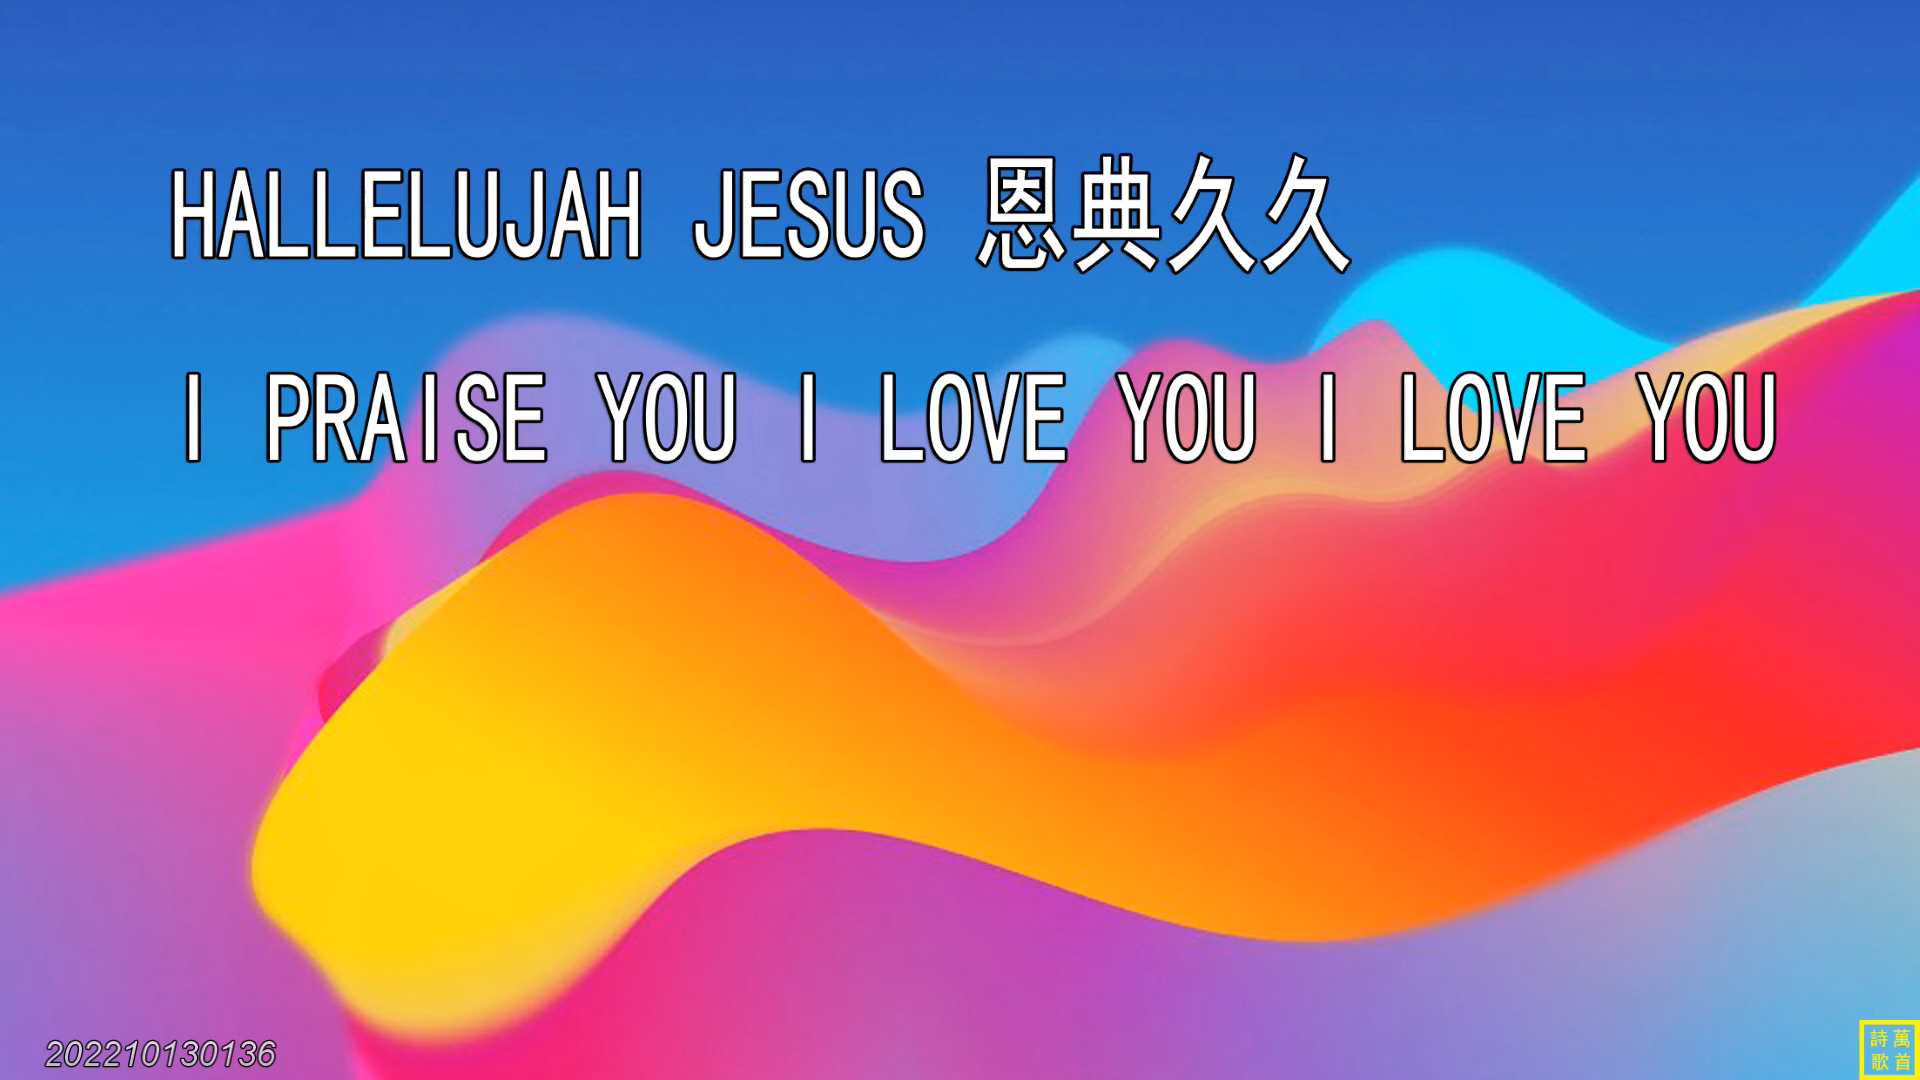 HALLELUJAH JESUS 恩典久久
I PRAISE YOU I LOVE YOU I LOVE YOU
202210130136
萬首
詩歌